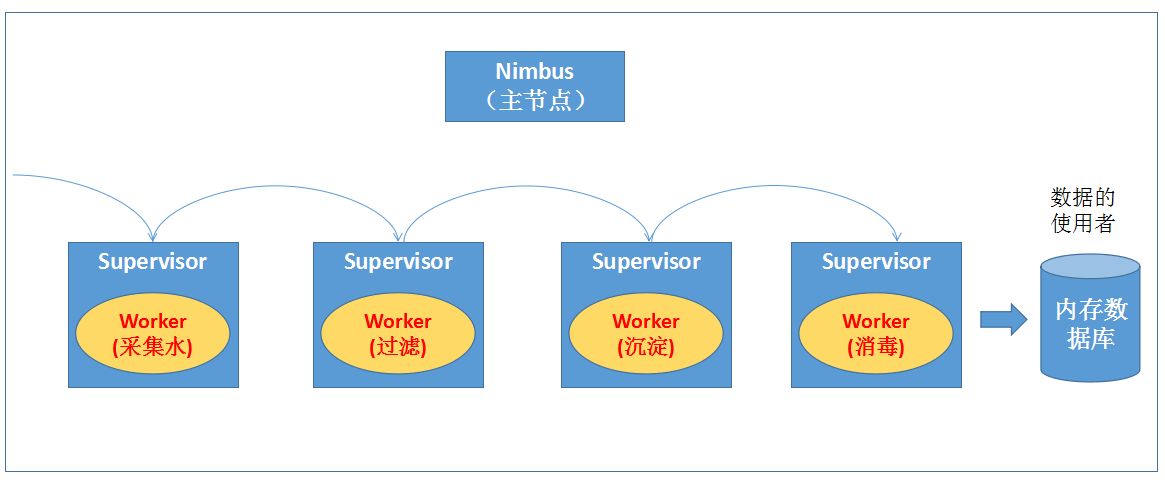 Nimbus
（主节点）
数据的
使用者
Supervisor
Worker
(采集水)
Supervisor
Worker
(过滤)
Supervisor
Worker
(沉淀)
Supervisor
Worker
(消毒)
内存数
据库